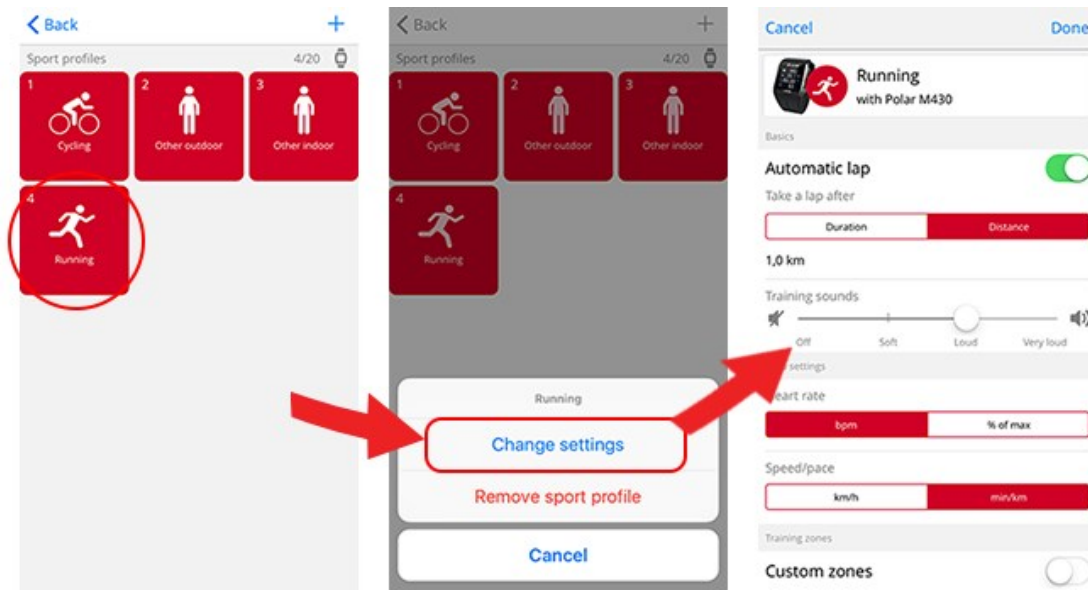 Back +
Sport profiles 4/20
1 2 3
Cycling Other outdoor Other indoor
4
Running
Back +
Sport profiles 4/20
1 2 3
Cycling Other outdoor Other indoor
4
Running
Running
Change settings
Remove sport profile
Cancel
Cancel Done
Running
with Polar M430
Basics
Automatic lap
Take a lap after
Duration Distance
1,0 km
Training sounds
Off Soft Loud Very loud
settings
eart rate
bpm % of max
Speed/pace
km/h min/km
Training zones
Custom zones